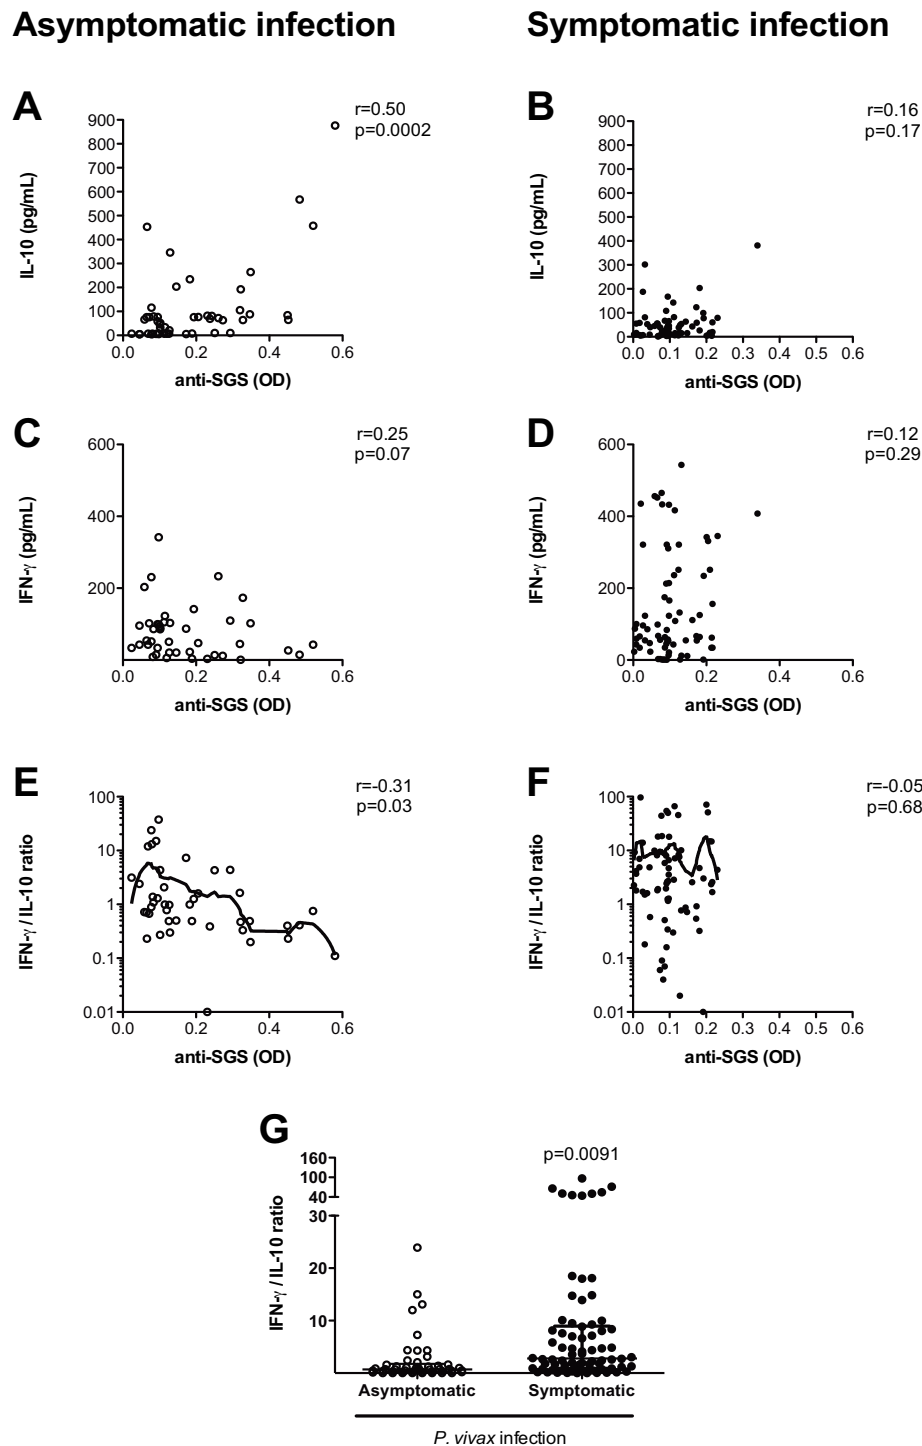 Asymptomatic infection
Symptomatic infection
A
r=0.50
p=0.0002
900
800
700
600
500
400
300
200
100
0
IL-10 (pg/mL)
0.0 0.2 0.4 0.6
anti-SGS (OD)
B
r=0.16
p=0.17
900
800
700
600
500
400
300
200
100
0
IL-10 (pg/mL)
0.0 0.1 0.2 0.3 0.4 0.5 0.6
anti-SGS (OD)
C
r=0.25
p=0.07
600
400
200
IFN-γ (pg/mL)
0.0 0.2 0.4 0.6
anti-SGS (OD)
D
r=0.12
p=0.29
600
400
200
0
IFN-γ (pg/mL)
0.0 0.2 0.4 0.6
anti-SGS (OD)
E
r=-0.31
p=0.03
100
10
1
0.1
0.01
IFN-γ / IL-10 ratio
0.0 0.2 0.4 0.6
anti-SGS (OD)
F
r=-0.05
p=0.68
100
10
1
0.1
0.01
IFN-γ / IL-10 ratio
0.0 0.1 0.2 0.3 0.4 0.5 0.6
anti-SGS (OD)
G
p=0.0091
160
100
40
30
20
10
IFN-γ / IL-10 ratio
Asymptomatic Symptomatic
P. vivax infection